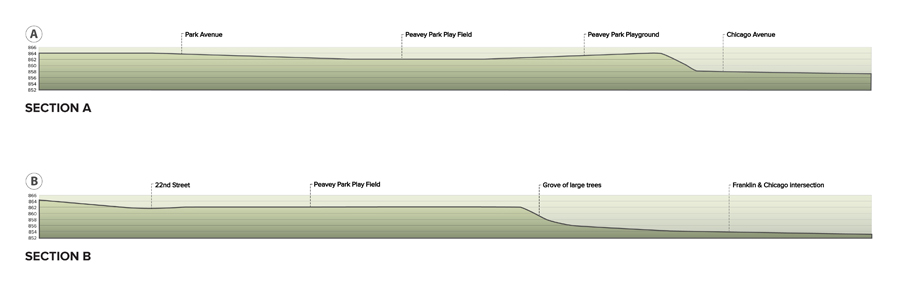 A
Park Avenue
Peavey Park Play Field
Peavey Park Playground
Chicago Avenue
866
864
862
860
858
856
854
852
SECTION A
B
22nd Street
Peavey Park Play Field
Grove of large trees
Franklin & Chicago Intersection
866
864
862
860
858
856
854
852
SECTION B